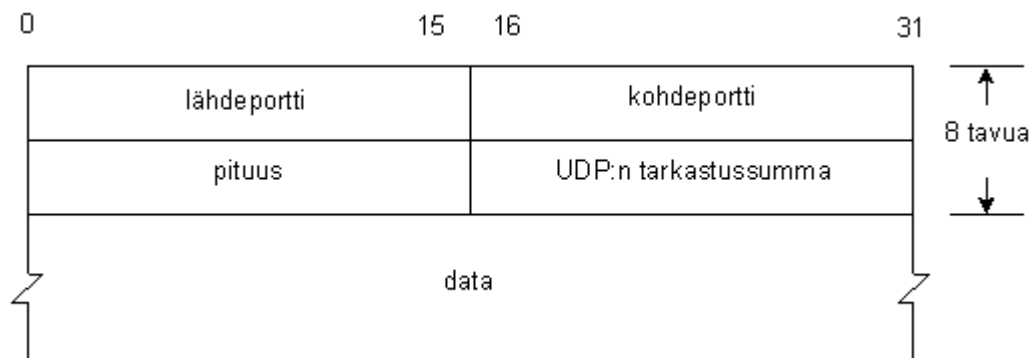 0 15 16 31
lähdeportti kohdeportti
8 tavua
pituus UDP:n tarkastussumma
data